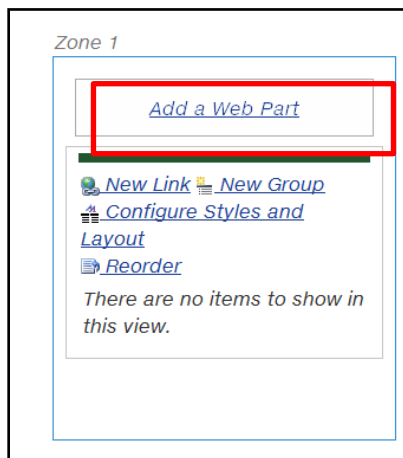 Zone 1
Add a Web Part
New Link New Group
Configure Styles and
Layout
Reorder
There are no items to show in
this view.